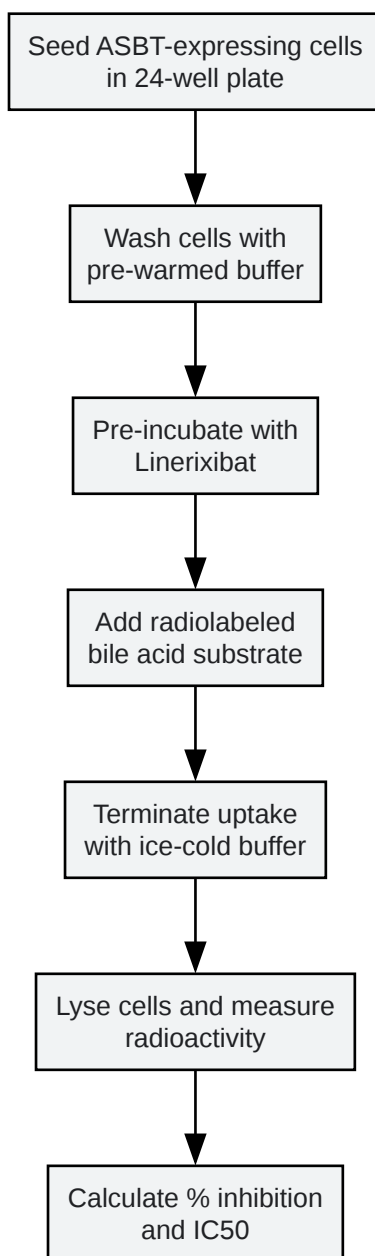 Seed ASBT-expressing cells
in 24-well plate
Wash cells with
pre-warmed buffer
Pre-incubate with
Linerixibat
Add radiolabeled
bile acid substrate
Terminate uptake
with ice-cold buffer
Lyse cells and measure
radioactivity
Calculate % inhibition
and IC50